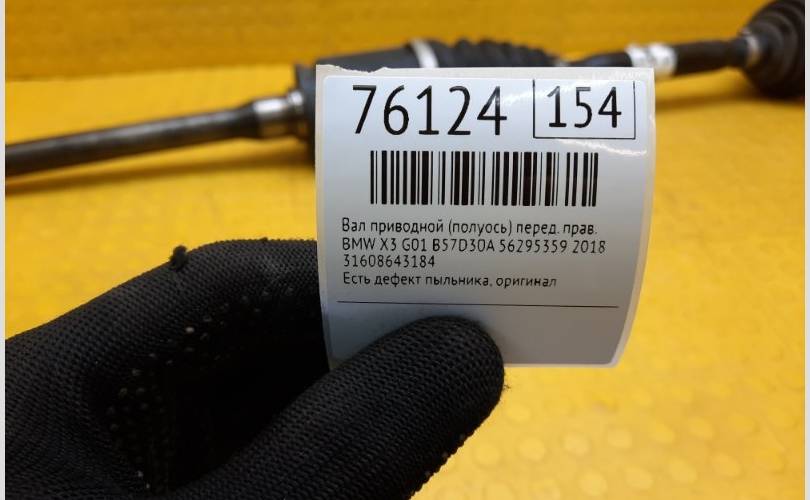 76124 154
Вал приводной (полуось) перед. прав.
BMW X3 G01 B57D30A 56295359 2018
31608643184
Есть дефект пыльника, оригинал